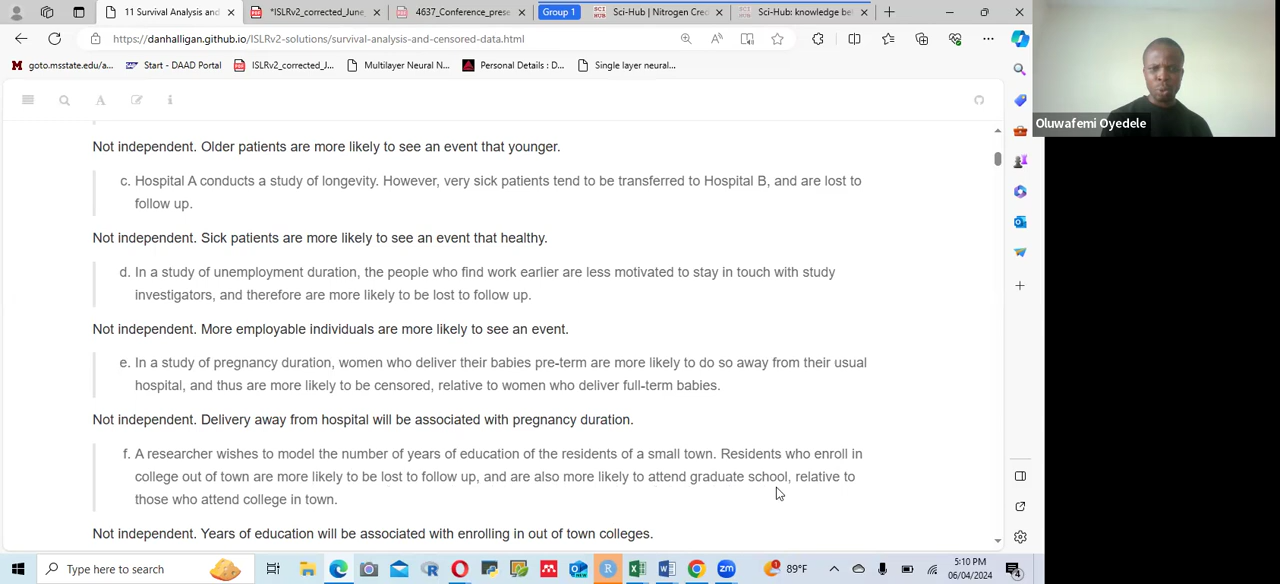 11 Survival Analysis and
*ISLRv2_corrected_June_
4637_Conference_prese
Group 1
Sci-Hub | Nitrogen Cred
Sci-Hub: knowledge bel
https://danhalligan.github.io/ISLRv2-solutions/survival-analysis-and-censored-data.html
goto.msstate.edu/a...
Start - DAAD Portal
ISLRv2_corrected_J...
Multilayer Neural N...
Personal Details : D...
Single layer neural...
Oluwafemi Oyedele
Not independent. Older patients are more likely to see an event that younger.
c. Hospital A conducts a study of longevity. However, very sick patients tend to be transferred to Hospital B, and are lost to
follow up.
Not independent. Sick patients are more likely to see an event that healthy.
d. In a study of unemployment duration, the people who find work earlier are less motivated to stay in touch with study
investigators, and therefore are more likely to be lost to follow up.
Not independent. More employable individuals are more likely to see an event.
e. In a study of pregnancy duration, women who deliver their babies pre-term are more likely to do so away from their usual
hospital, and thus are more likely to be censored, relative to women who deliver full-term babies.
Not independent. Delivery away from hospital will be associated with pregnancy duration.
f. A researcher wishes to model the number of years of education of the residents of a small town. Residents who enroll in
college out of town are more likely to be lost to follow up, and are also more likely to attend graduate school, relative to
those who attend college in town.
Not independent. Years of education will be associated with enrolling in out of town colleges.
Type here to search
89°F
5:10 PM
06/04/2024